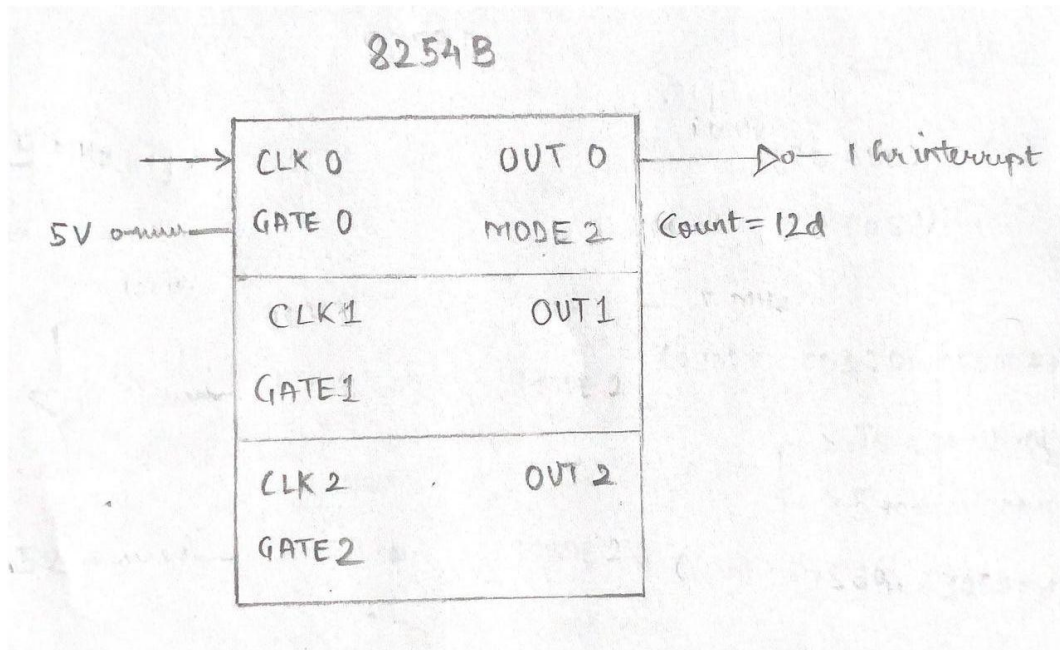 8254B
CLK 0 OUT 0 1 hr interrupt
5V GATE 0 MODE 2 Count = 12d
CLK1 OUT1
GATE1
CLK 2 OUT 2
GATE2